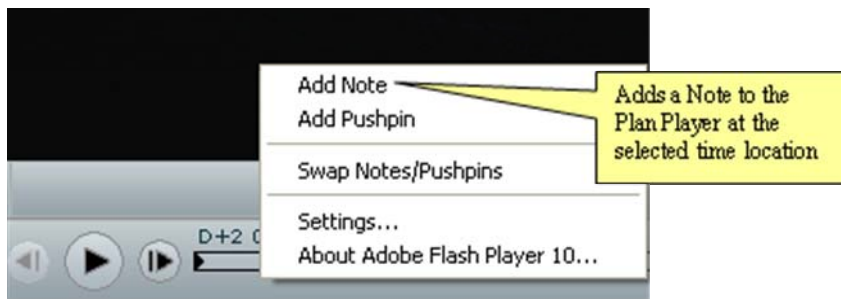 Add Note
Add Pushpin
Swap Notes/Pushpins
Settings...
About Adobe Flash Player 10...
Adds a Note to the
Plan Player at the
selected time location
D+2